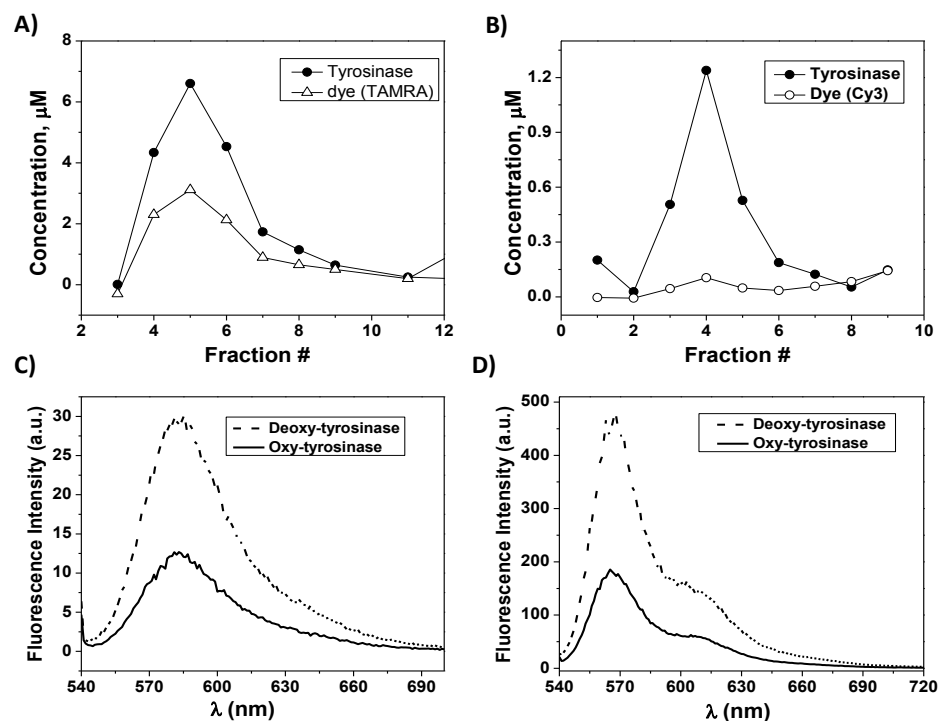 A)
8
6
4
2
0
2 4 6 8 10 12
Concentration, μM
Fraction #
Tyrosinase
dye (TAMRA)
B)
1.2
0.9
0.6
0.3
0.0
0 2 4 6 8 10
Concentration, μM
Fraction #
Tyrosinase
Dye (Cy3)
C)
30
25
20
15
10
5
0
540 570 600 630 660 690
Fluorescence Intensity (a.u.)
λ (nm)
Deoxy-tyrosinase
Oxy-tyrosinase
D)
500
400
300
200
100
0
540 570 600 630 660 690 720
Fluorescence Intensity (a.u.)
λ (nm)
Deoxy-tyrosinase
Oxy-tyrosinase